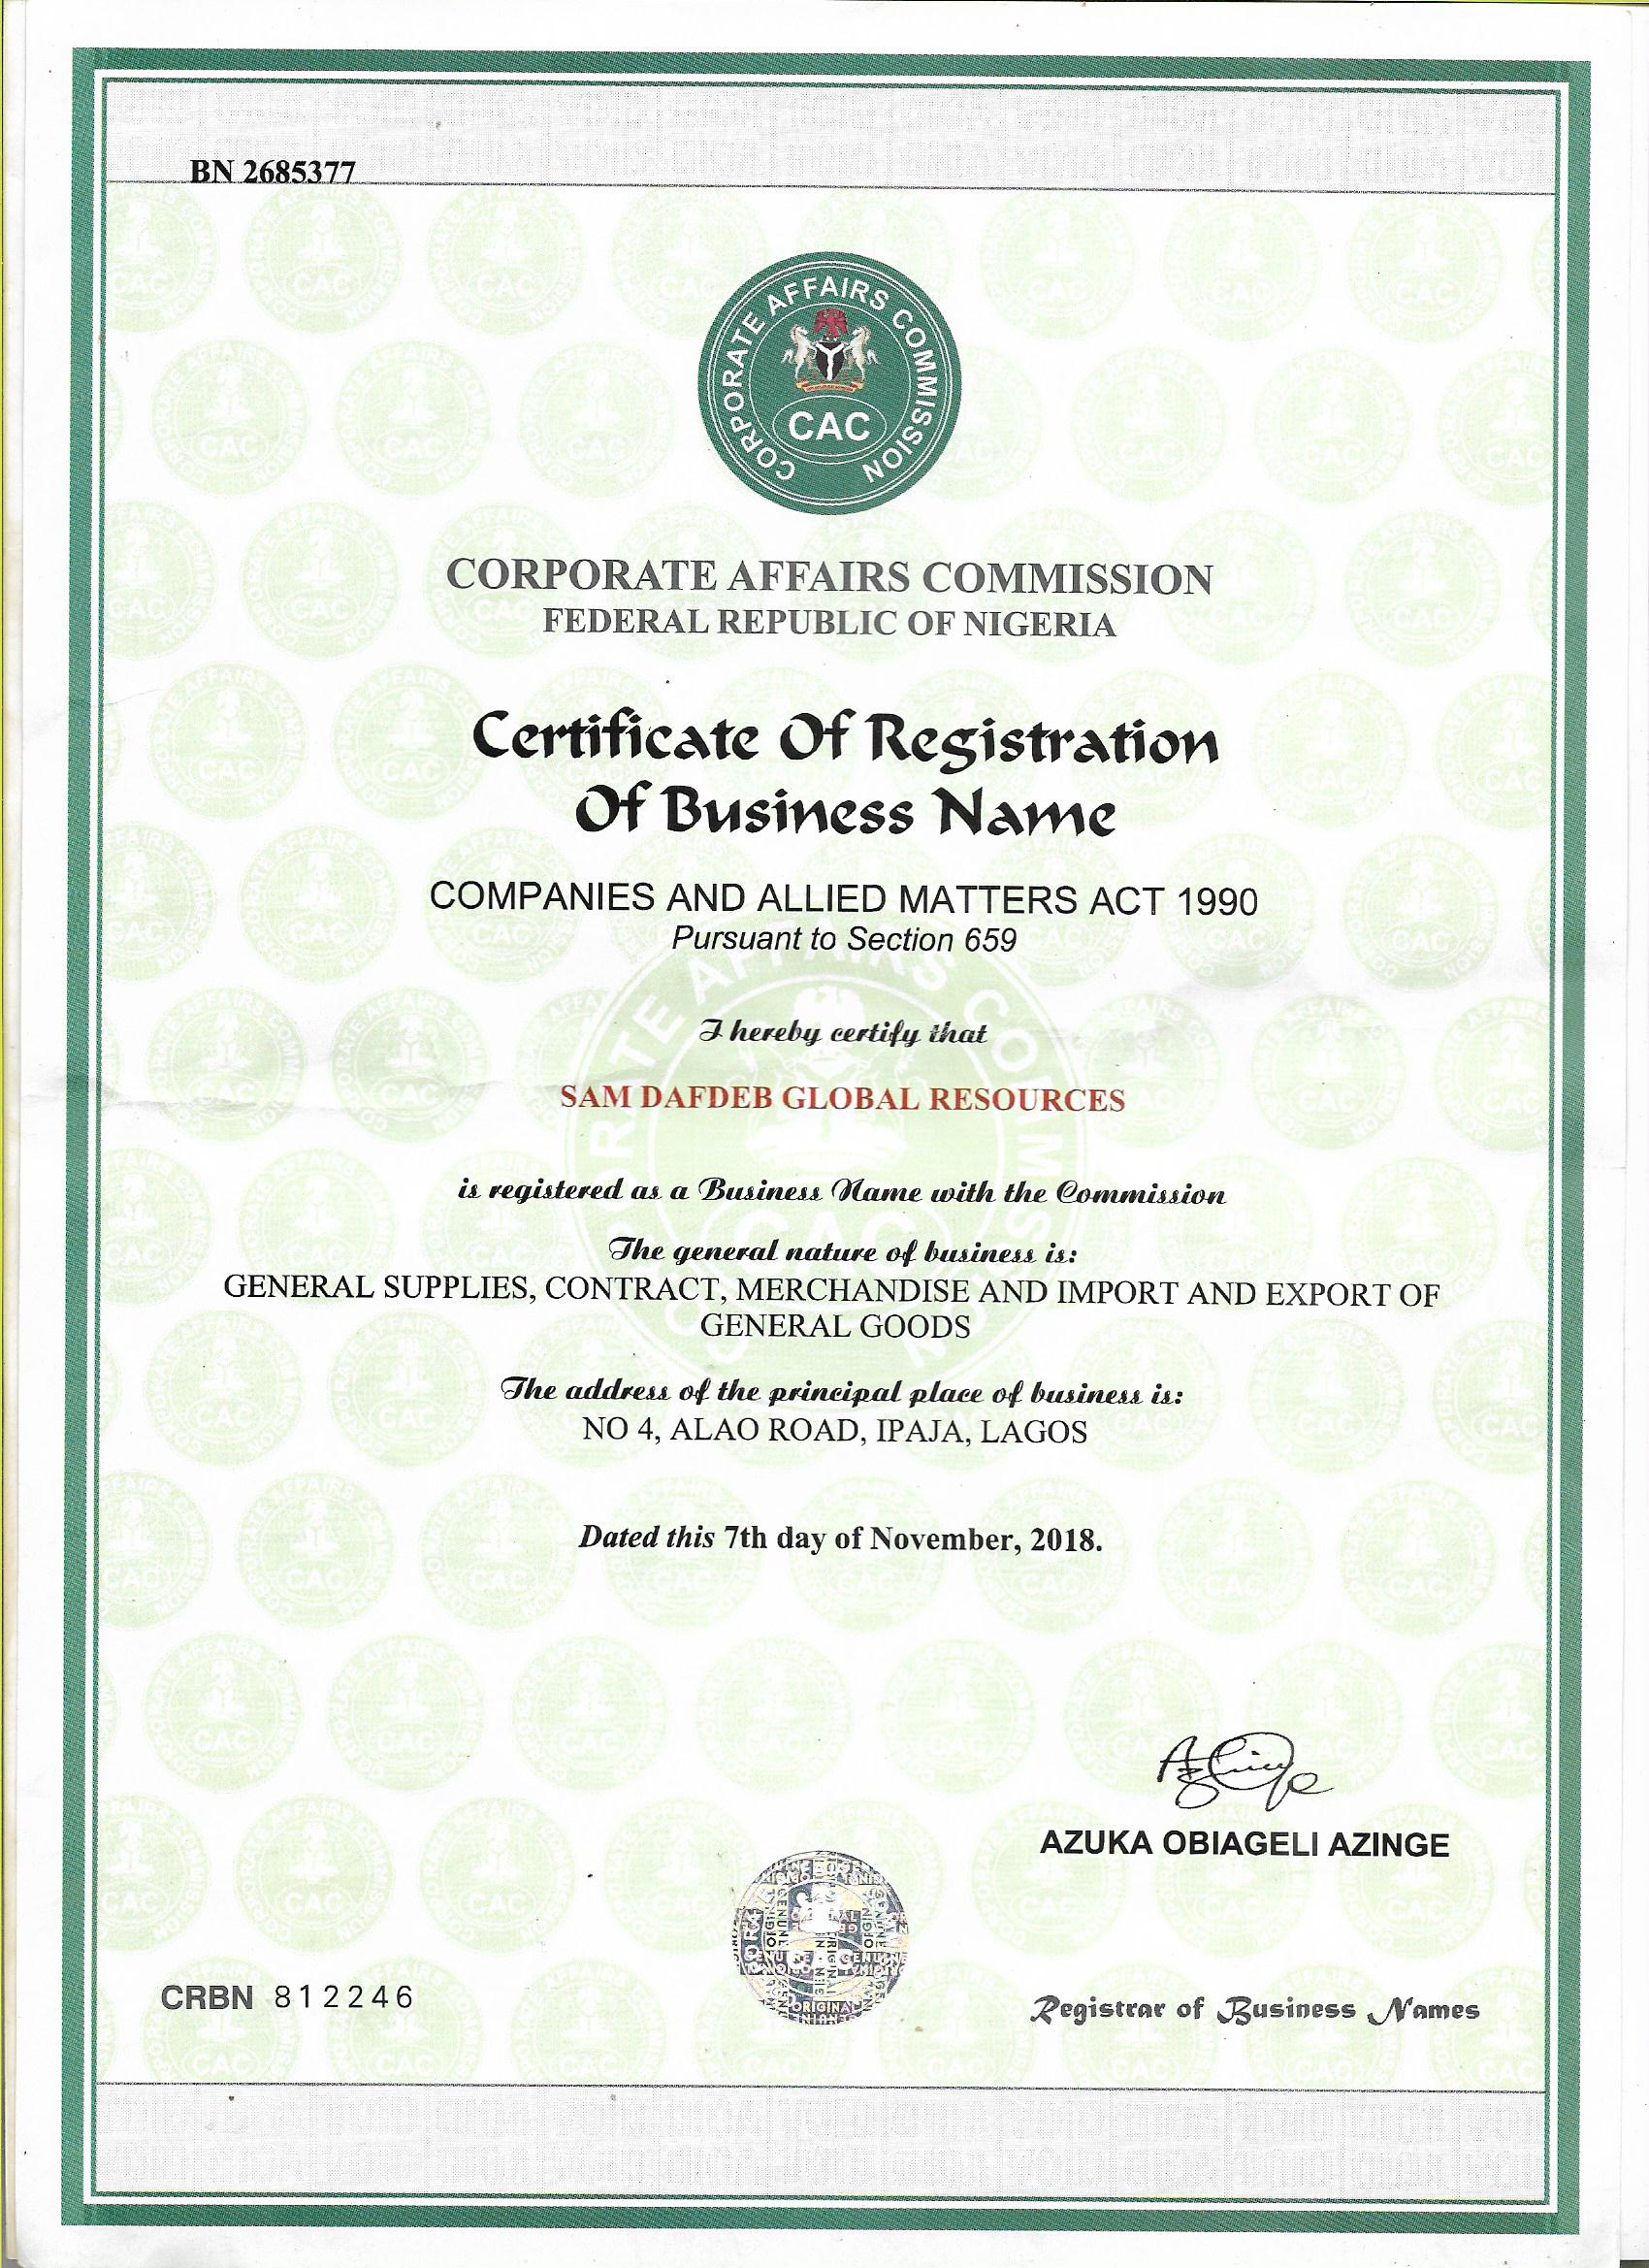 BN 2685377
CORPORATE AFFAIRS COMMISSION
CAC
CORPORATE AFFAIRS COMMISSION
FEDERAL REPUBLIC OF NIGERIA
Certificate Of Registration
Of Business Name
COMPANIES AND ALLIED MATTERS ACT 1990
Pursuant to Section 659
I hereby certify that
SAM DAFDEB GLOBAL RESOURCES
is registered as a Business Name with the Commission
The general nature of business is:
GENERAL SUPPLIES, CONTRACT, MERCHANDISE AND IMPORT AND EXPORT OF
GENERAL GOODS
The address of the principal place of business is:
NO 4, ALAO ROAD, IPAJA, LAGOS
Dated this 7th day of November, 2018.
AZUKA OBIAGELI AZINGE
CRBN 812246
ORIGINAL
Registrar of Business Names